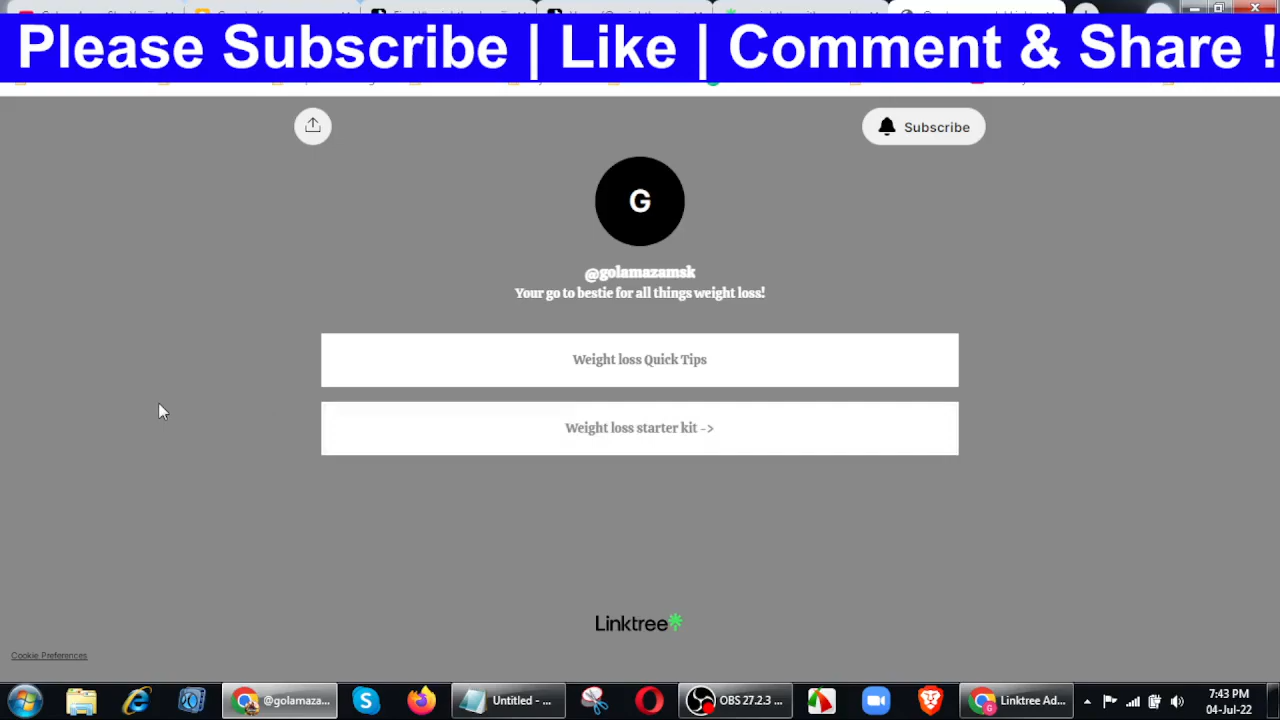 Please Subscribe | Like | Comment & Share !
Subscribe
G
@golamazamsk
Your go to bestie for all things weight loss!
Weight loss Quick Tips
Weight loss starter kit ->
Linktree
Cookie Preferences
@golamaza...
Untitled - ...
OBS 27.2.3 ...
Linktree Ad...
7:43 PM
04-Jul-22